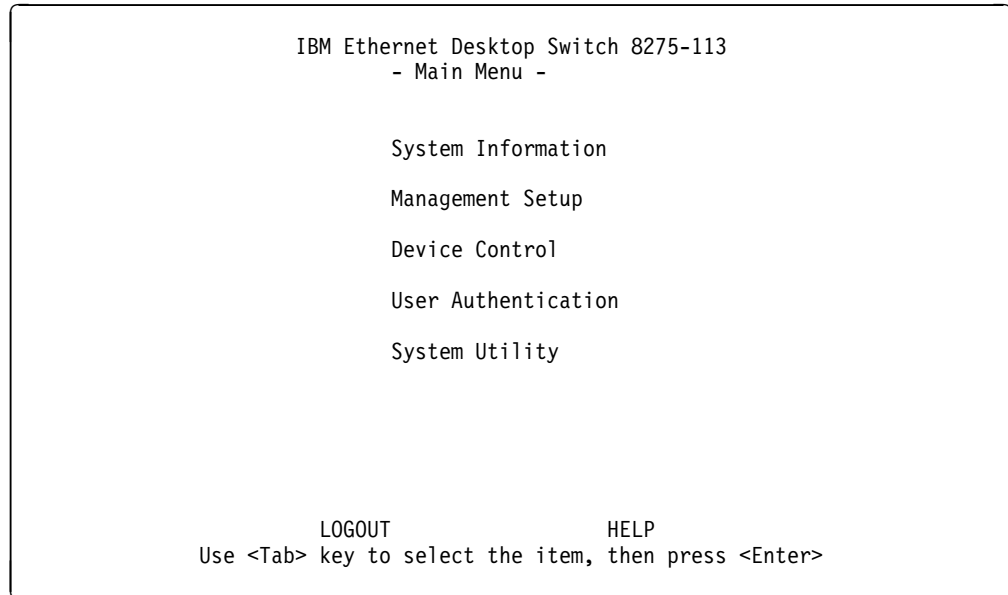 IBM Ethernet Desktop Switch 8275-113
- Main Menu -
System Information
Management Setup
Device Control
User Authentication
System Utility
LOGOUT HELP
Use <Tab> key to select the item, then press <Enter>